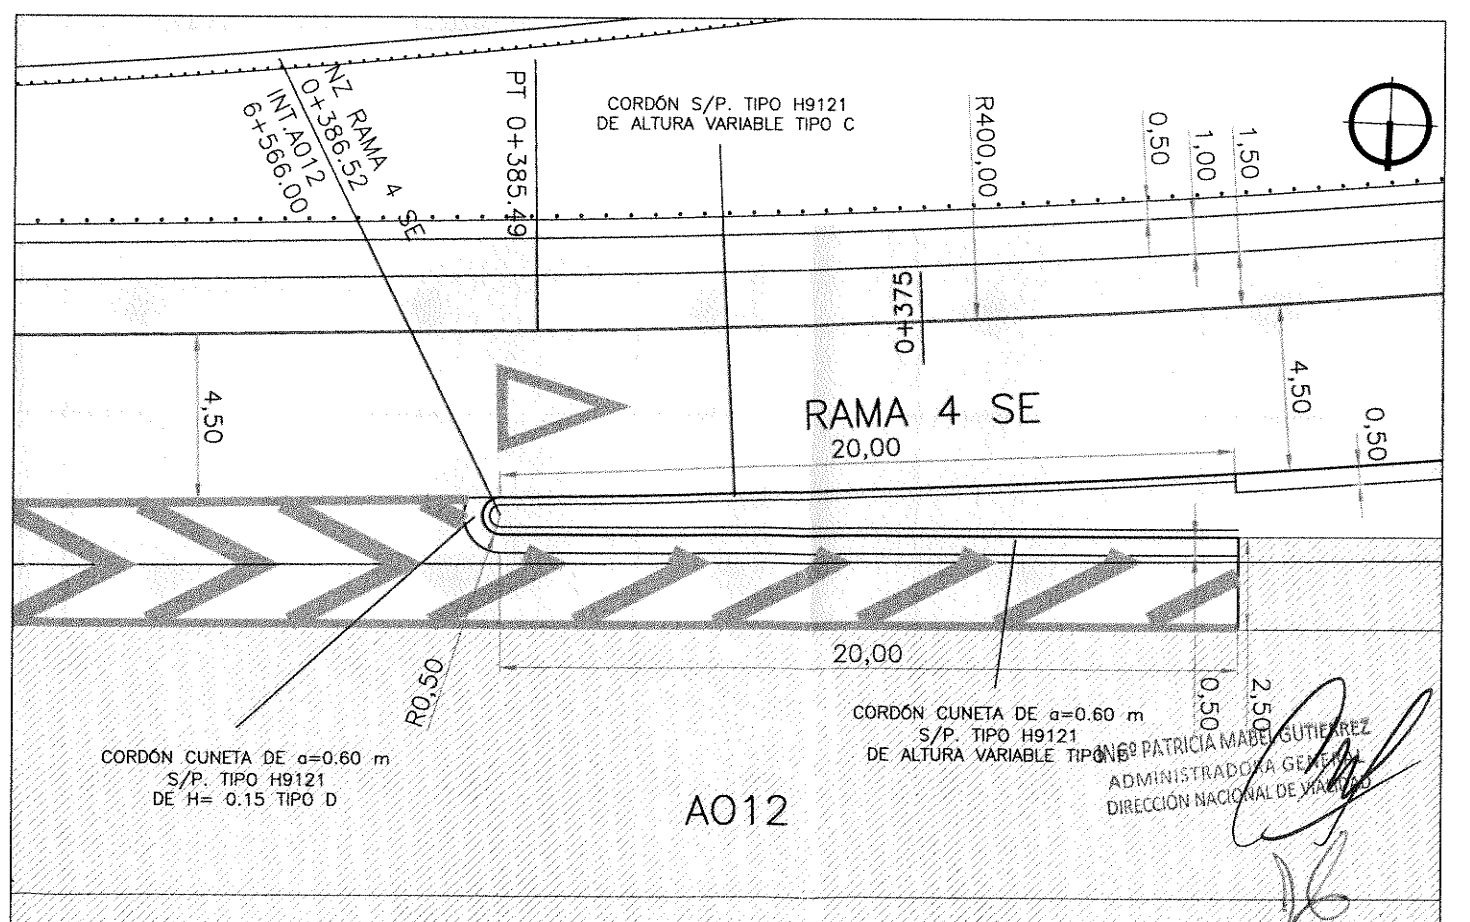 NZ RAMA 4 SE
0+386.52
INT.A012
6+566.00
PT 0+385.49
CORDÓN S/P. TIPO H9121
DE ALTURA VARIABLE TIPO C
R400,00
0,50
1,00
1,50
0+375
4,50
4,50
0,50
RAMA 4 SE
20,00
20,00
R0,50
0,50
2,50
CORDÓN CUNETA DE a=0.60 m
S/P. TIPO H9121
DE H= 0.15 TIPO D
CORDÓN CUNETA DE a=0.60 m
S/P. TIPO H9121
DE ALTURA VARIABLE TIPO
PATRICIA MABEL GUTIERREZ
ADMINISTRADORA GENERAL
DIRECCIÓN NACIONAL DE VIALIDAD
A012